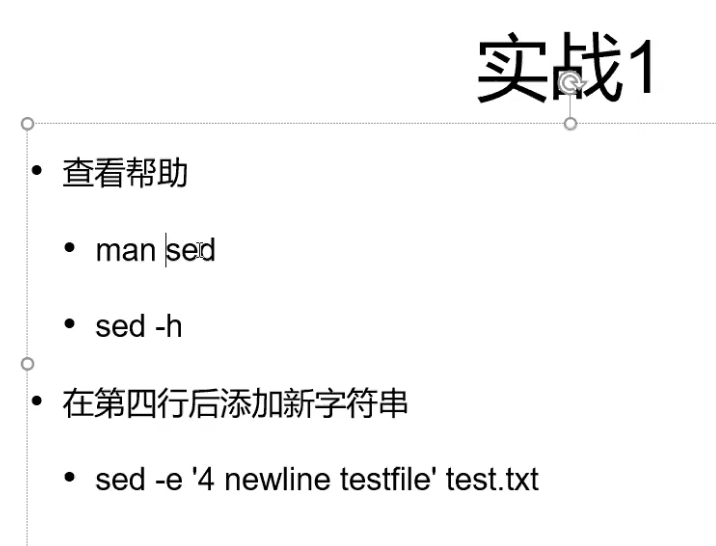 实战1
查看帮助
man sed
sed -h
在第四行后添加新字符串
sed -e '4 newline testfile' test.txt